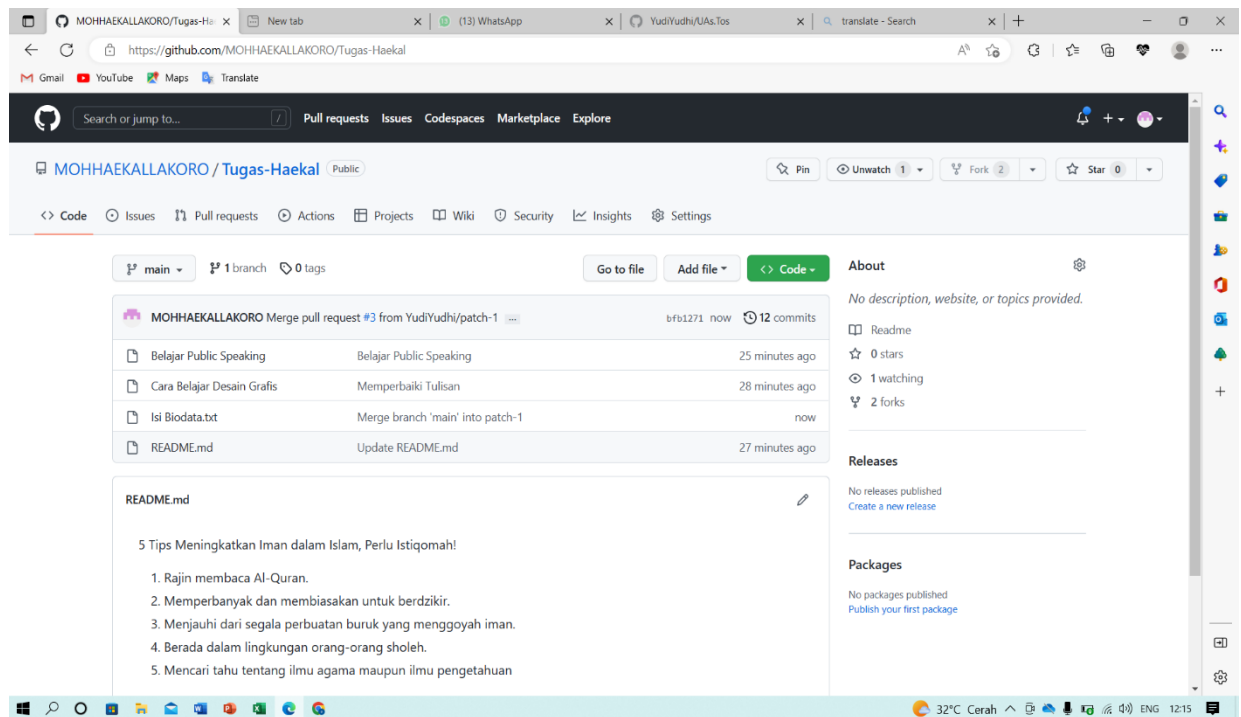 MOHHAEKALLAKORO/Tugas-Ha
New tab
(13) WhatsApp
YudiYudhi/UAs.Tos
translate - Search
https://github.com/MOHHAEKALLAKORO/Tugas-Haekal
Gmail YouTube Maps Translate
Search or jump to... / Pull requests Issues Codespaces Marketplace Explore
MOHHAEKALLAKORO / Tugas-Haekal Public
Pin Unwatch 1 Fork 2 Star 0
<> Code Issues Pull requests Actions Projects Wiki Security Insights Settings
main 1 branch 0 tags Go to file Add file <> Code
MOHHAEKALLAKORO Merge pull request #3 from YudiYudhi/patch-1 ... bfb1271 now 12 commits
Belajar Public Speaking Belajar Public Speaking 25 minutes ago
Cara Belajar Desain Grafis Memperbaiki Tulisan 28 minutes ago
Isi Biodata.txt Merge branch 'main' into patch-1 now
README.md Update README.md 27 minutes ago
README.md
5 Tips Meningkatkan Iman dalam Islam, Perlu Istiqomah!
1. Rajin membaca Al-Quran.
2. Memperbanyak dan membiasakan untuk berdzikir.
3. Menjauhi dari segala perbuatan buruk yang menggoyah iman.
4. Berada dalam lingkungan orang-orang sholeh.
5. Mencari tahu tentang ilmu agama maupun ilmu pengetahuan
About
No description, website, or topics provided.
Readme
0 stars
1 watching
2 forks
Releases
No releases published
Create a new release
Packages
No packages published
Publish your first package
32°C Cerah ENG 12:15